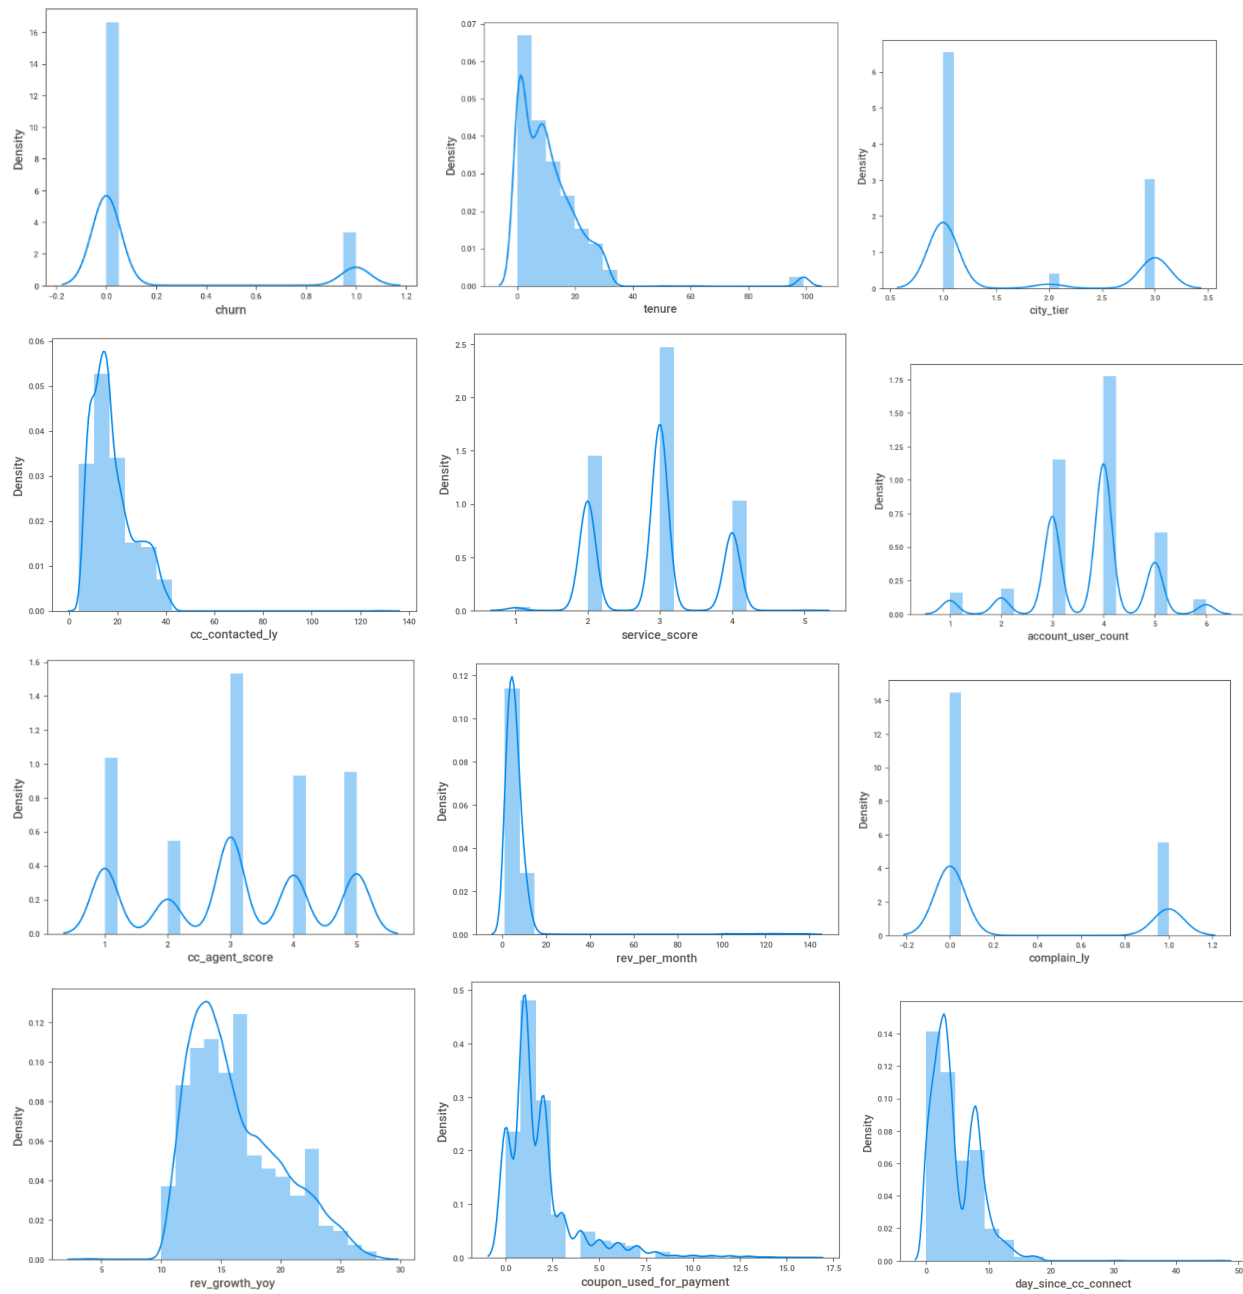 Density
16
14
12
10
8
6
4
2
0
-0.2 0.0 0.2 0.4 0.6 0.8 1.0 1.2
churn
Density
0.07
0.06
0.05
0.04
0.03
0.02
0.01
0.00
0 20 40 60 80 100
tenure
Density
6
5
4
3
2
1
0
0.5 1.0 1.5 2.0 2.5 3.0 3.5
city_tier
Density
0.06
0.05
0.04
0.03
0.02
0.01
0.00
0 20 40 60 80 100 120 140
cc_contacted_ly
Density
2.5
2.0
1.5
1.0
0.5
0.0
1 2 3 4 5
service_score
Density
1.75
1.50
1.25
1.00
0.75
0.50
0.25
0.00
1 2 3 4 5 6
account_user_count
Density
1.6
1.4
1.2
1.0
0.8
0.6
0.4
0.2
0.0
1 2 3 4 5
cc_agent_score
Density
0.12
0.10
0.08
0.06
0.04
0.02
0.00
0 20 40 60 80 100 120 140
rev_per_month
Density
14
12
10
8
6
4
2
0
-0.2 0.0 0.2 0.4 0.6 0.8 1.0 1.2
complain_ly
Density
0.12
0.10
0.08
0.06
0.04
0.02
0.00
5 10 15 20 25 30
rev_growth_yoy
Density
0.5
0.4
0.3
0.2
0.1
0.0
0.0 2.5 5.0 7.5 10.0 12.5 15.0 17.5
coupon_used_for_payment
Density
0.14
0.12
0.10
0.08
0.06
0.04
0.02
0.00
0 10 20 30 40 50
day_since_cc_connect